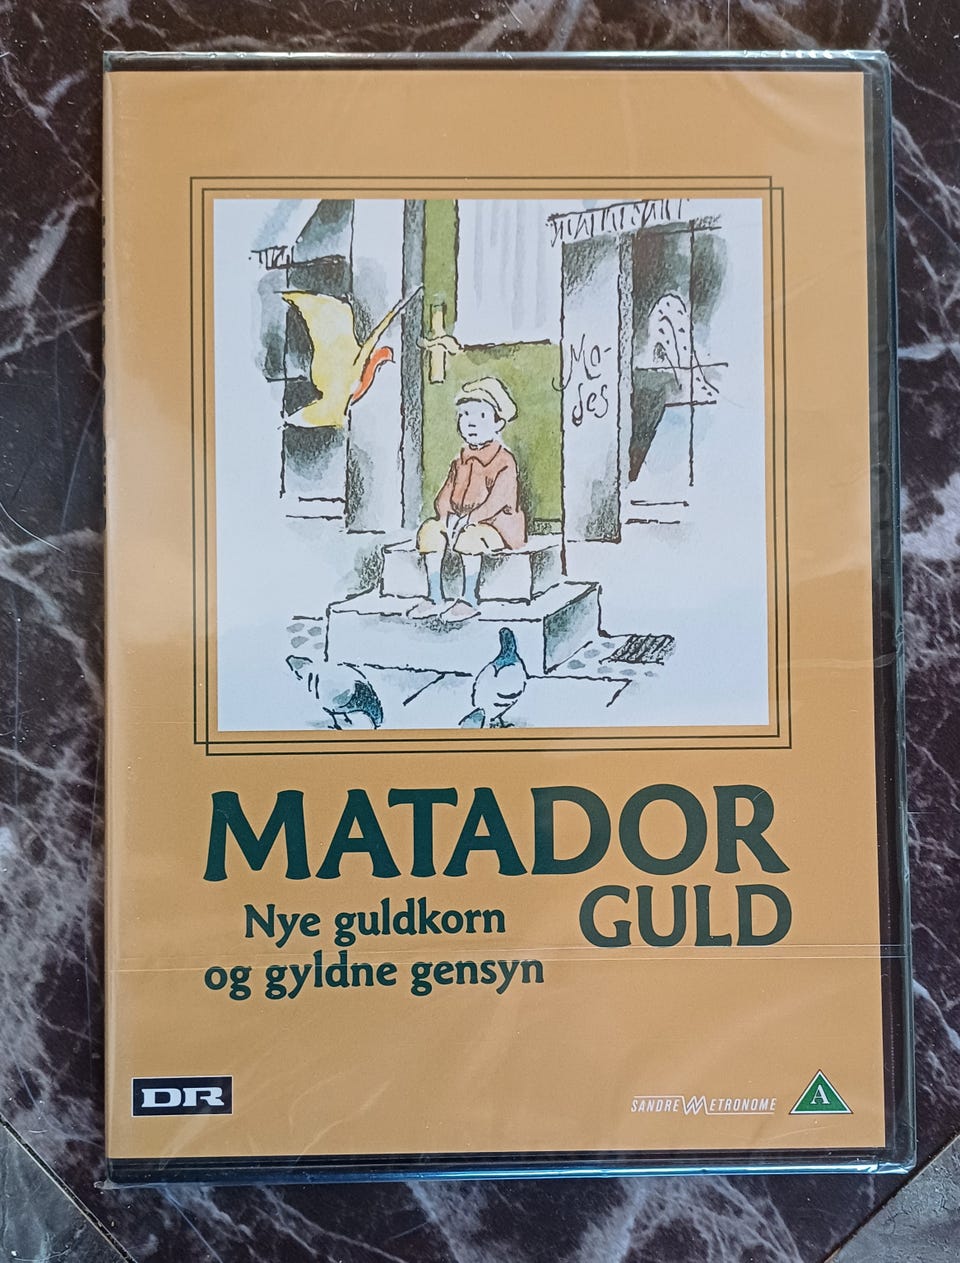 Mo-
des
MATADOR
GULD
Nye guldkorn
og gyldne gensyn
DR
SANDREW METRONOME
A